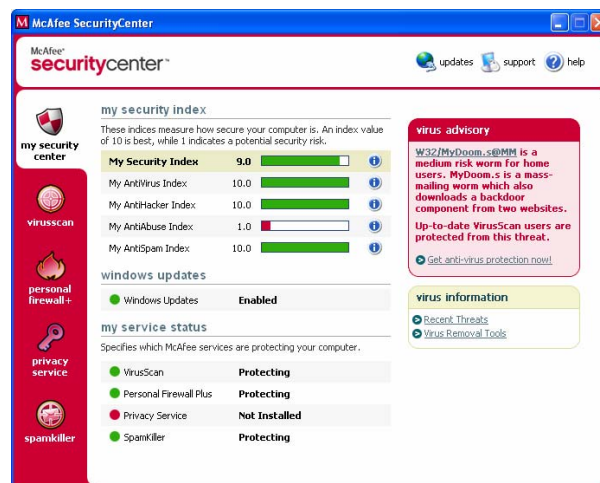 McAfee SecurityCenter
McAfee®
securitycenter™
updates
support
help
my security center
virusscan
personal firewall+
privacy service
spamkiller
my security index
These indices measure how secure your computer is. An index value
of 10 is best, while 1 indicates a potential security risk.
My Security Index 9.0
My AntiVirus Index 10.0
My AntiHacker Index 10.0
My AntiAbuse Index 1.0
My AntiSpam Index 10.0
windows updates
Windows Updates Enabled
my service status
Specifies which McAfee services are protecting your computer.
VirusScan Protecting
Personal Firewall Plus Protecting
Privacy Service Not Installed
SpamKiller Protecting
virus advisory
W32/MyDoom.s@MM is a
medium risk worm for home
users. MyDoom.s is a mass-
mailing worm which also
downloads a backdoor
component from two websites.
Up-to-date VirusScan users are
protected from this threat.
Get anti-virus protection now!
virus information
Recent Threats
Virus Removal Tools